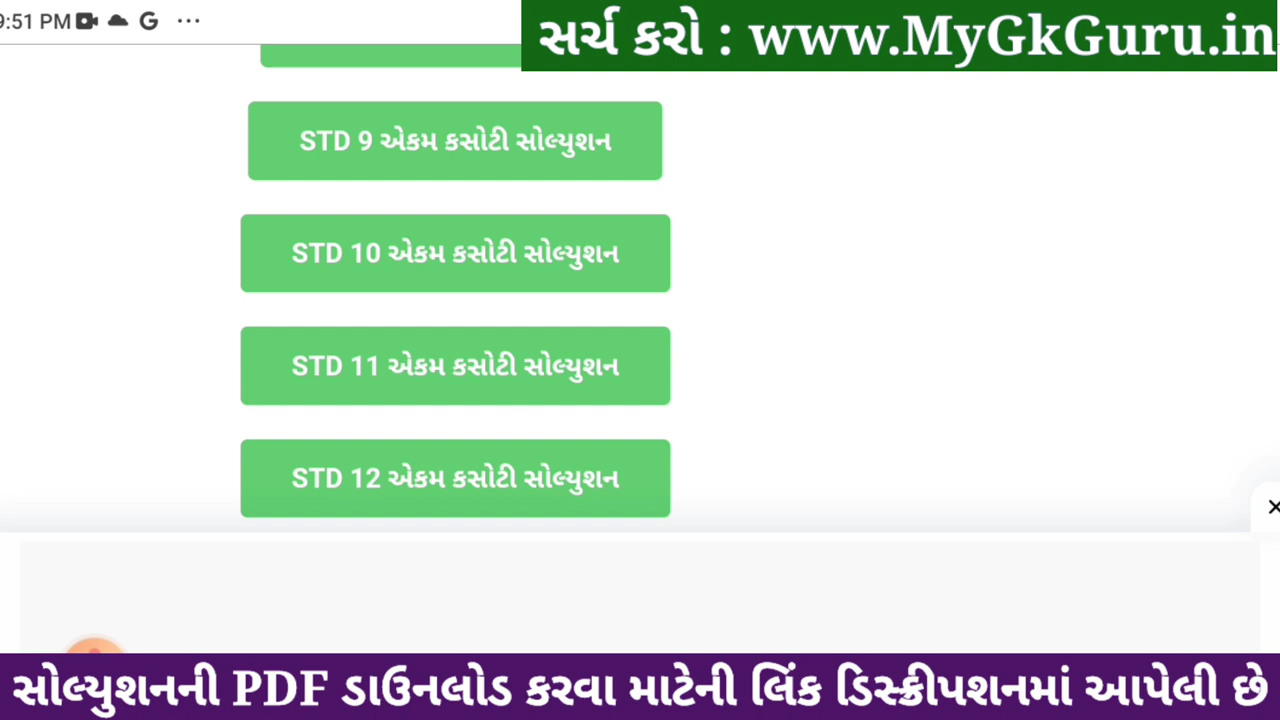 9:51 PM
સર્ચ કરો : www.MyGkGuru.in
STD 9 એકમ કસોટી સોલ્યુશન
STD 10 એકમ કસોટી સોલ્યુશન
STD 11 એકમ કસોટી સોલ્યુશન
STD 12 એકમ કસોટી સોલ્યુશન
સોલ્યુશનની PDF ડાઉનલોડ કરવા માટેની લિંક ડિસ્ક્રીપશનમાં આપેલી છે